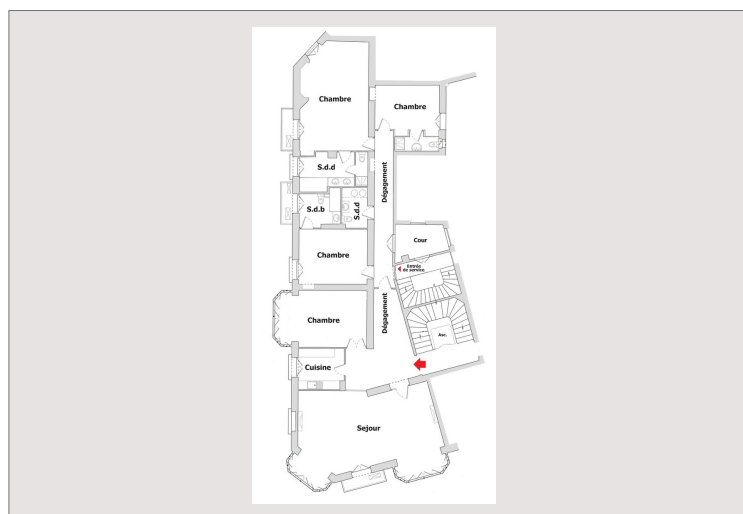 Chambre
Chambre
S.d.d
Dégagement
S.d.b
S.d.d
Cour
Chambre
Entrée
de service
Dégagement
Chambre
Asc.
Cuisine
Sejour